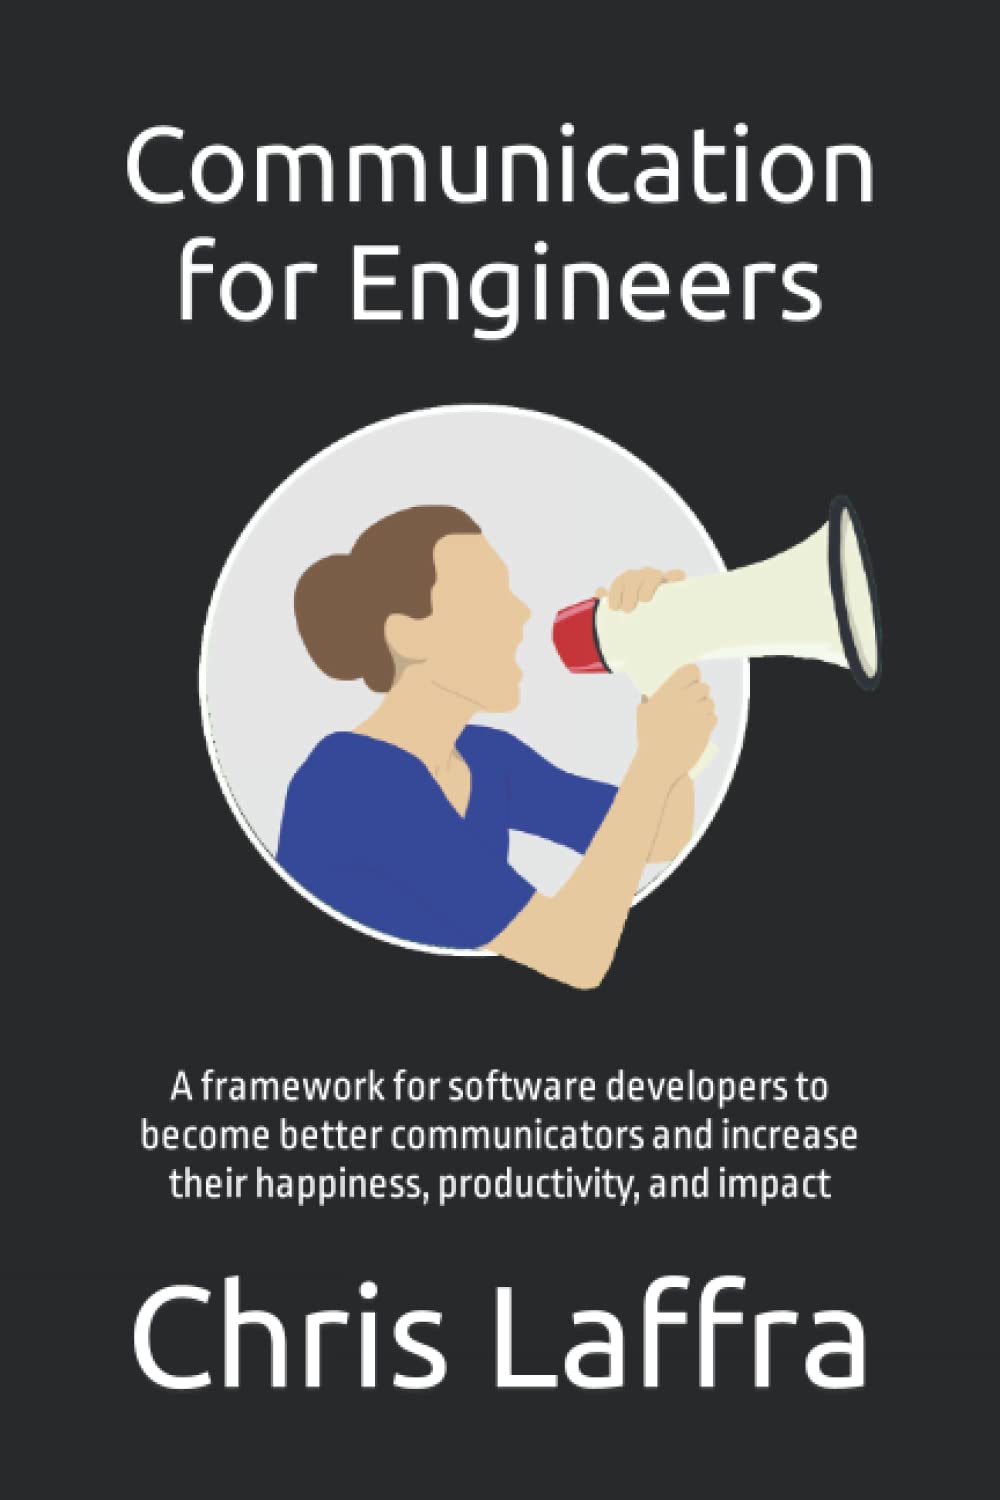 Communication
for Engineers
A framework for software developers to
become better communicators and increase
their happiness, productivity, and impact
Chris Laffra